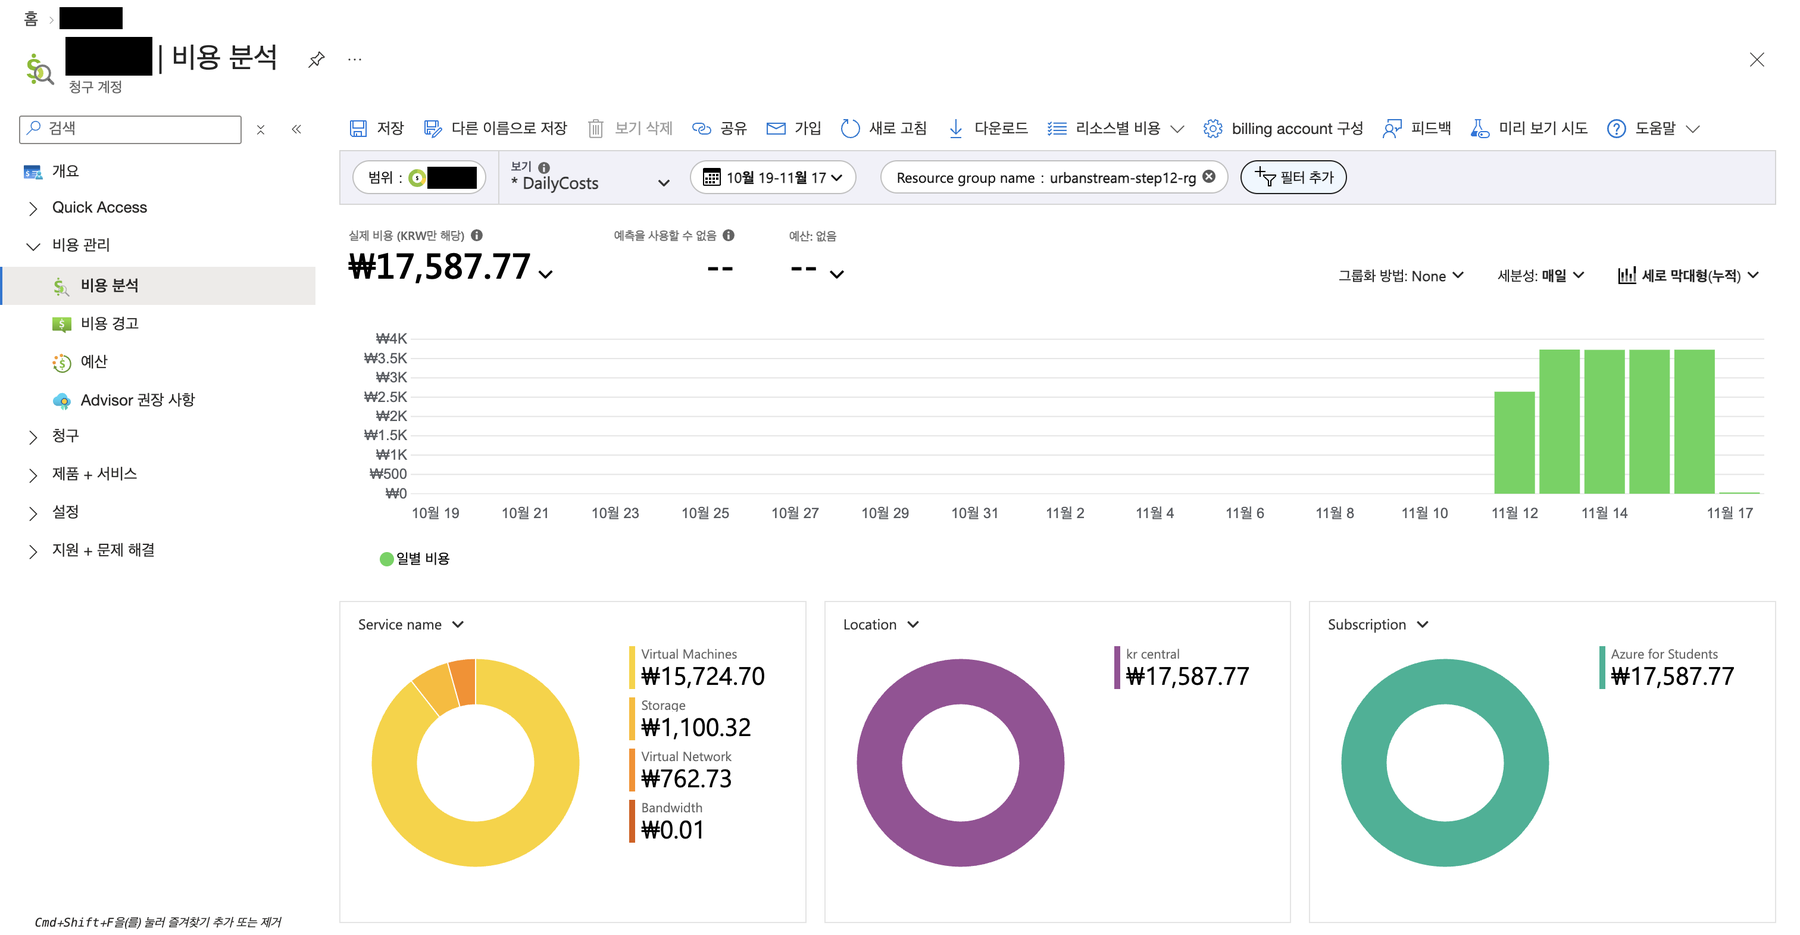 홈 >
| 비용 분석
...
청구 계정
검색
개요
Quick Access
비용 관리
비용 분석
비용 경고
예산
Advisor 권장 사항
청구
제품 + 서비스
설정
지원 + 문제 해결
Cmd+Shift+F을(를) 눌러 즐겨찾기 추가 또는 제거
저장 다른 이름으로 저장 보기 삭제 공유 가입 새로 고침 다운로드 리소스별 비용 billing account 구성 피드백 미리 보기 시도 도움말
범위 :
보기
* DailyCosts
10월 19-11월 17
Resource group name : urbanstream-step12-rg
필터 추가
실제 비용 (KRW만 해당)
₩17,587.77
예측을 사용할 수 없음
--
예산: 없음
--
그룹화 방법: None
세분성: 매일
세로 막대형(누적)
₩4K
₩3.5K
₩3K
₩2.5K
₩2K
₩1.5K
₩1K
₩500
₩0
10월 19 10월 21 10월 23 10월 25 10월 27 10월 29 10월 31 11월 2 11월 4 11월 6 11월 8 11월 10 11월 12 11월 14 11월 17
일별 비용
Service name
Virtual Machines
₩15,724.70
Storage
₩1,100.32
Virtual Network
₩762.73
Bandwidth
₩0.01
Location
kr central
₩17,587.77
Subscription
Azure for Students
₩17,587.77